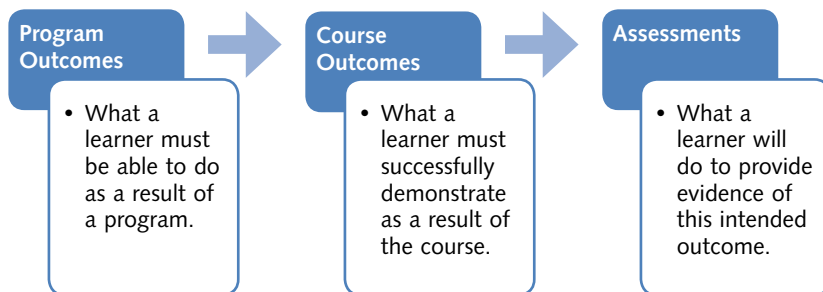 Program
Outcomes
• What a
learner must
be able to do
as a result of
a program.
Course
Outcomes
• What a
learner must
successfully
demonstrate
as a result of
the course.
Assessments
• What a
learner will
do to provide
evidence of
this intended
outcome.